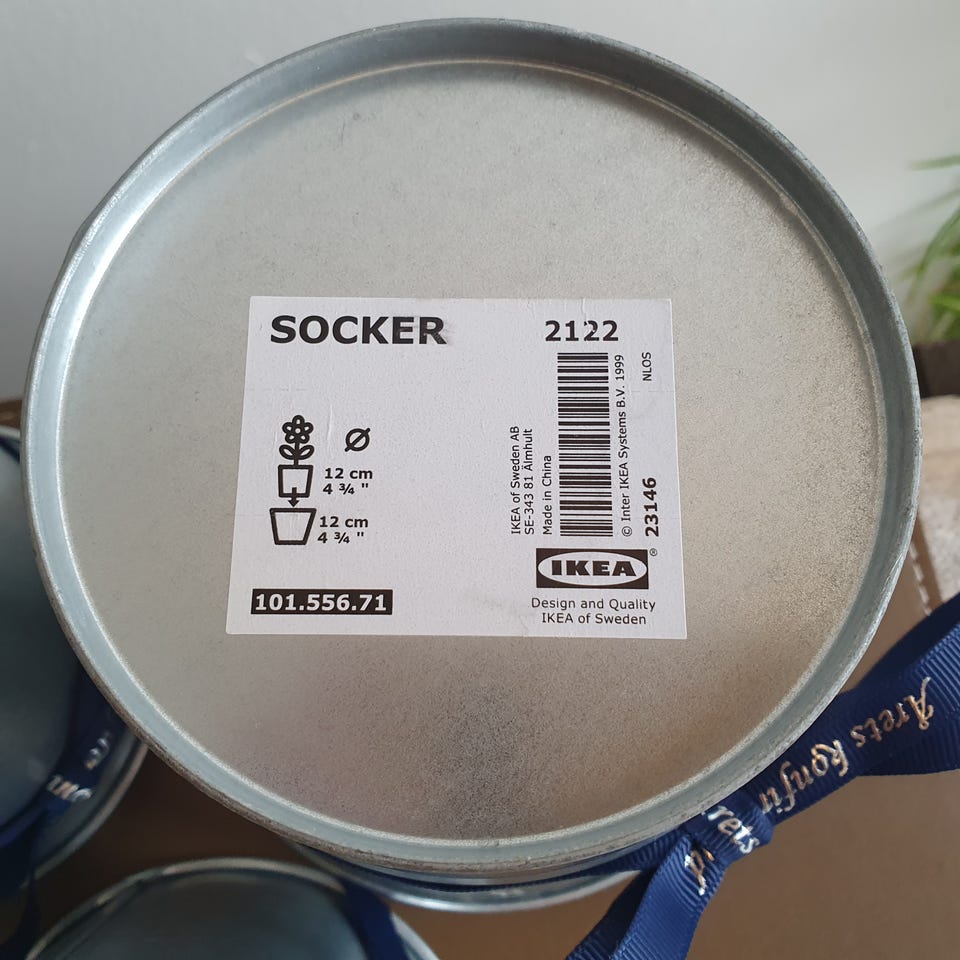 SOCKER
2122
Ø
12 cm
4 ¾ "
12 cm
4 ¾ "
101.556.71
IKEA of Sweden AB
SE-343 81 Älmhult
Made in China
© Inter IKEA Systems B.V. 1999
23146
NLOS
IKEA®
Design and Quality
IKEA of Sweden
Årets konfir